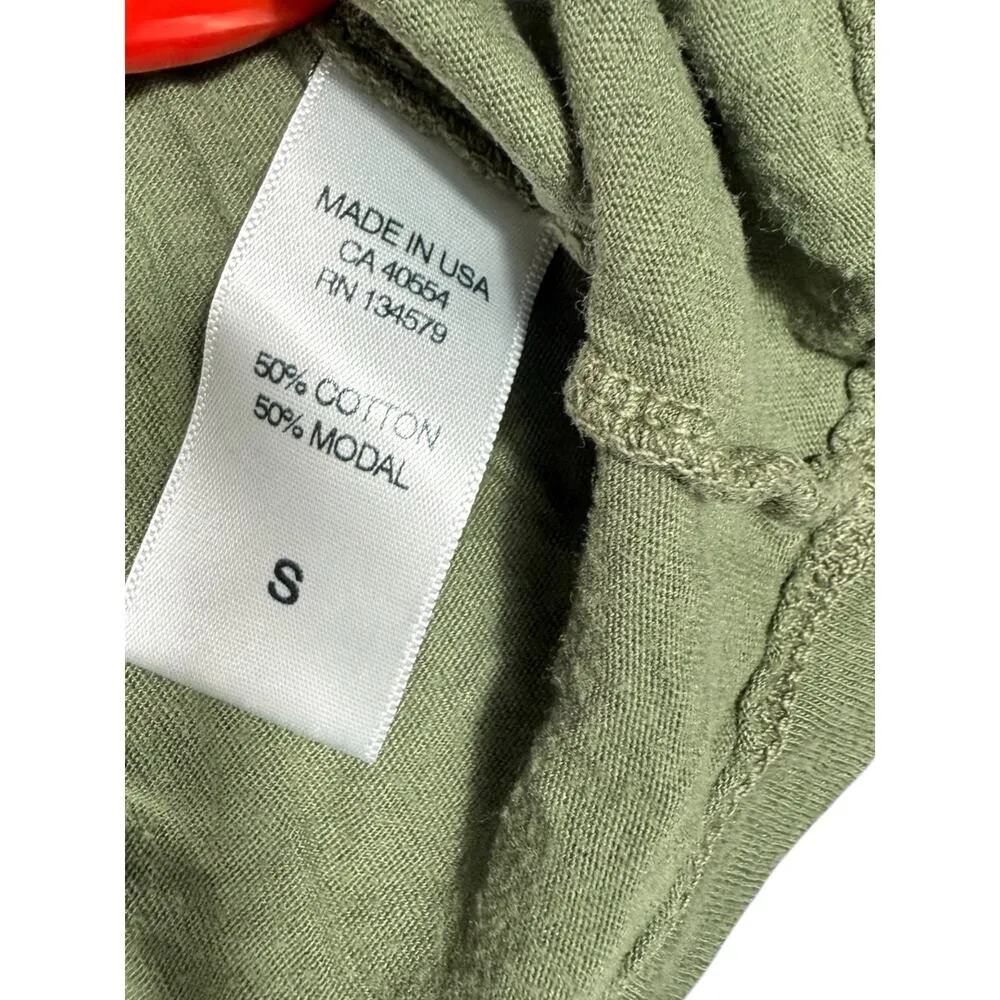 MADE IN USA
CA 40554
RN 134579
50% COTTON
50% MODAL
S